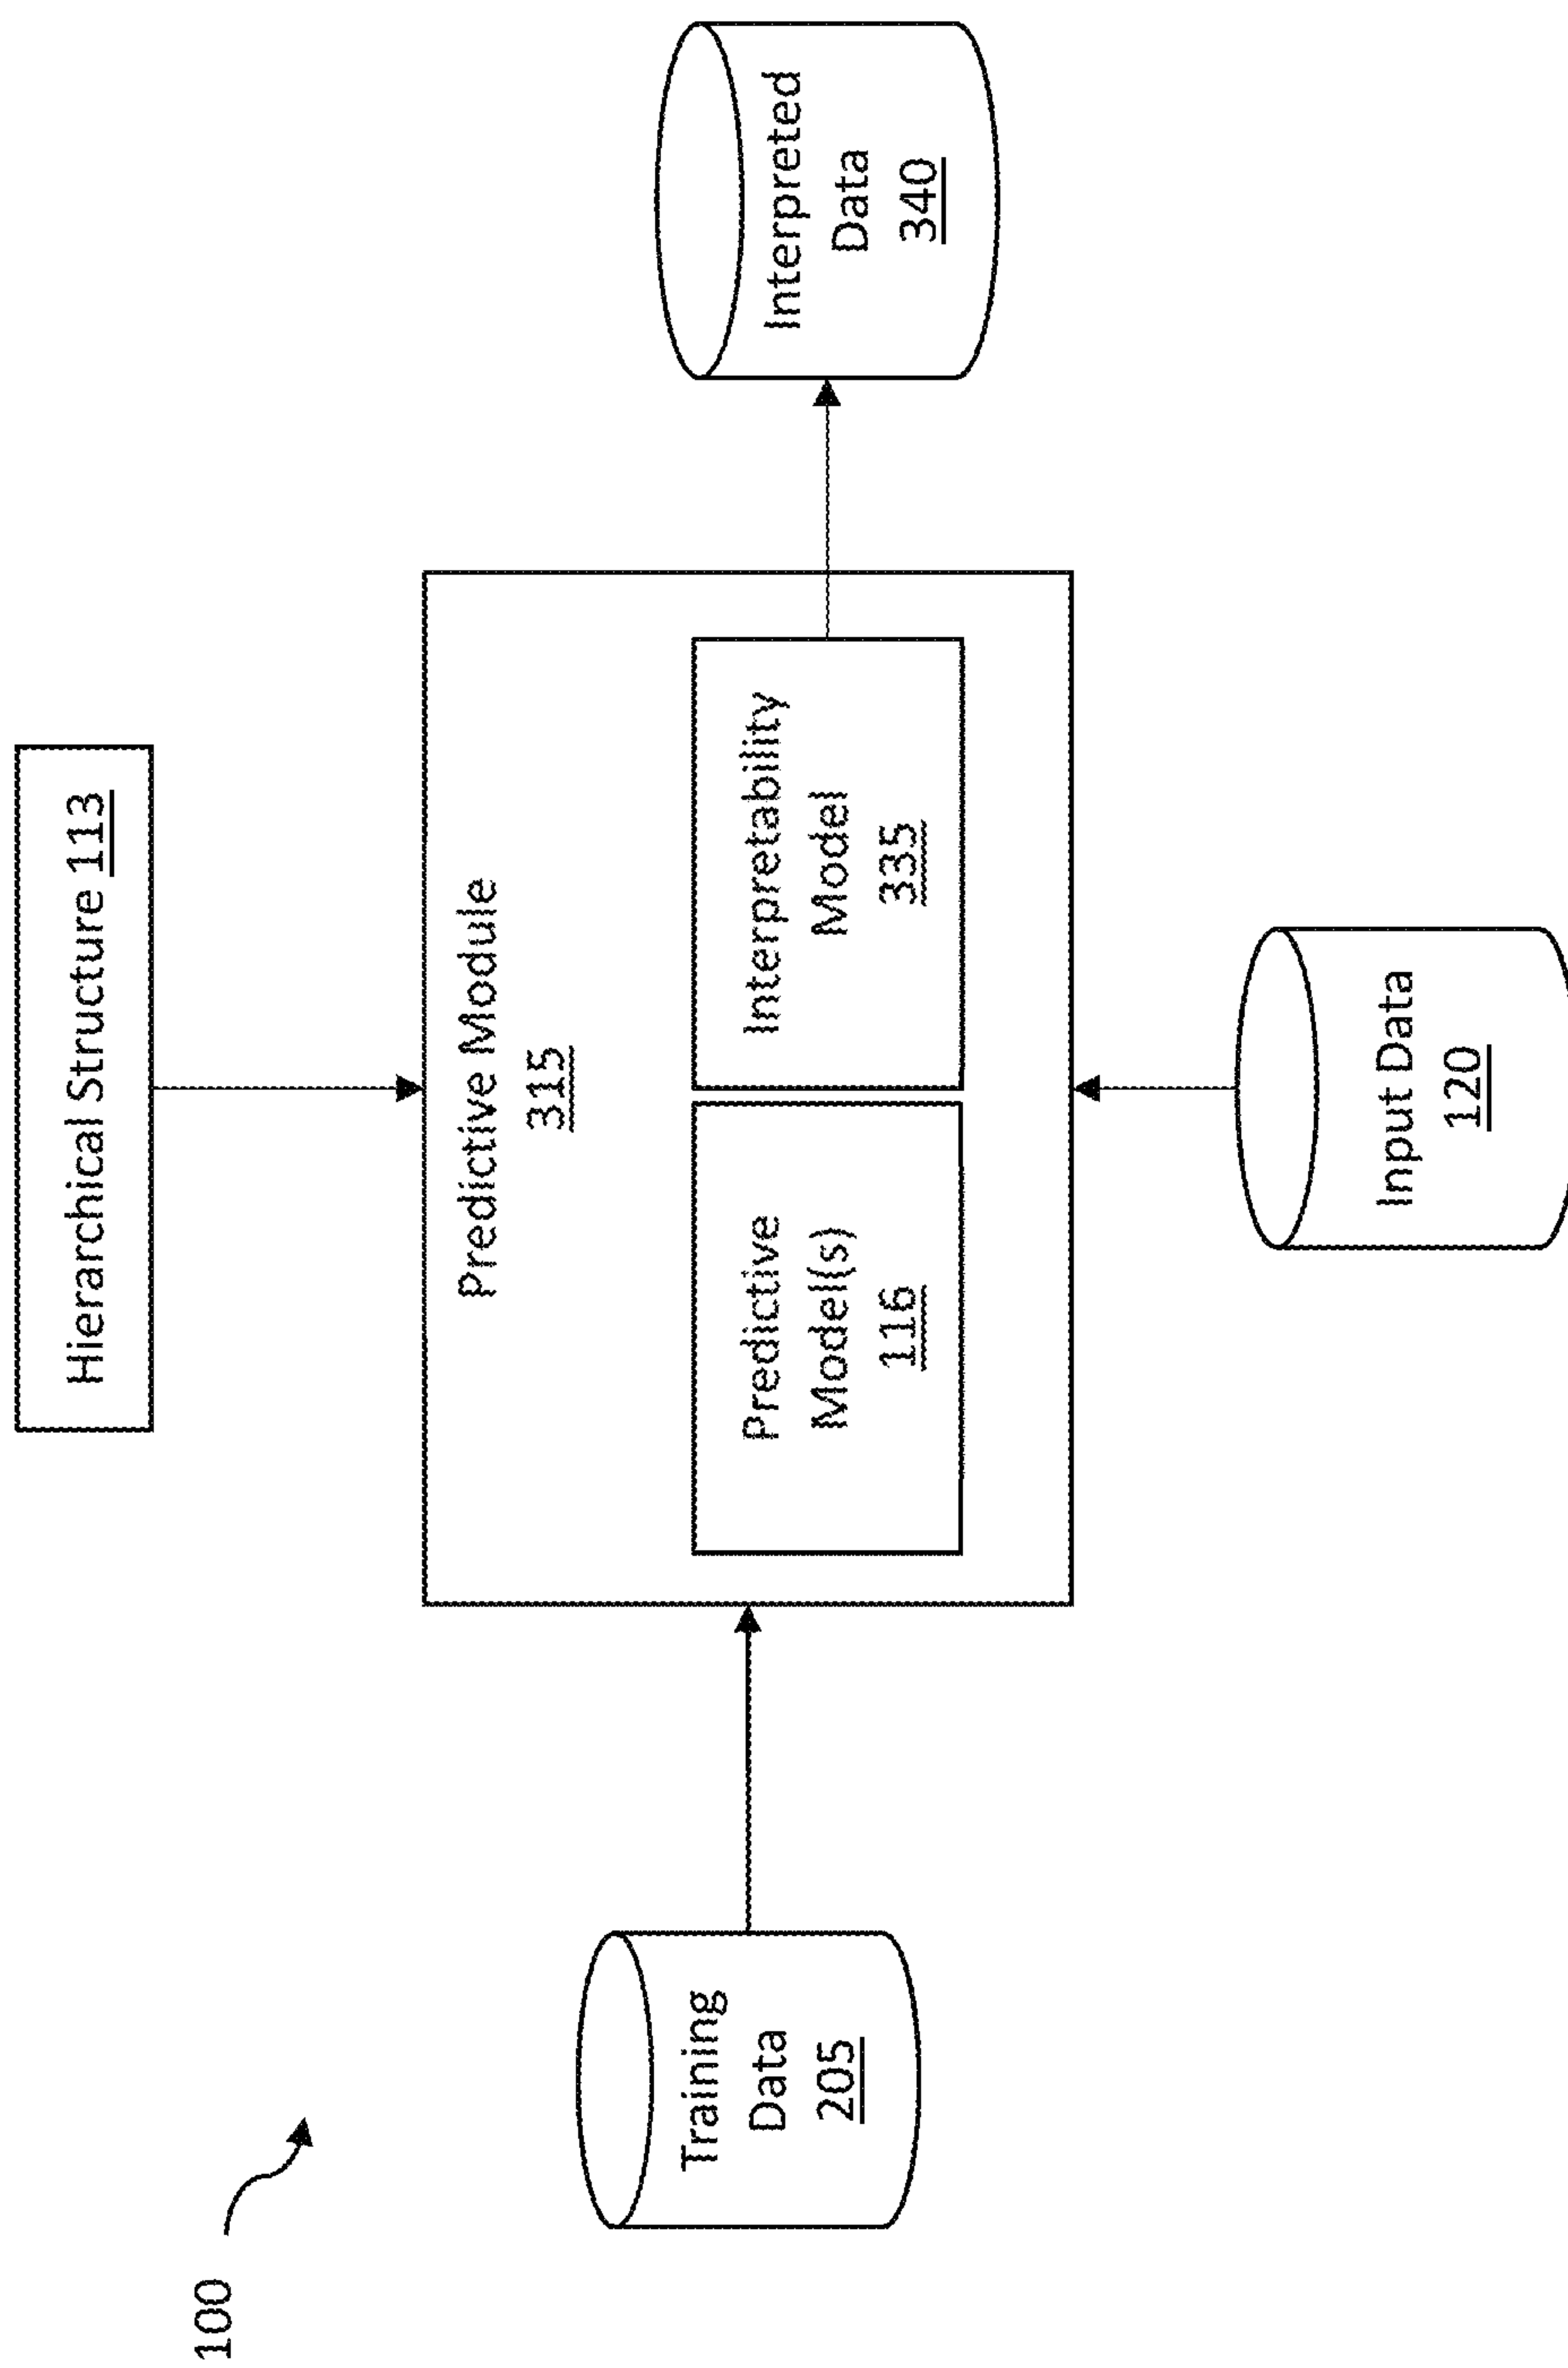 100
Hierarchical Structure 113
Training
Data
205
Predictive Module
315
Predictive
Model(s)
116
Interpretability
Model
335
Interpreted
Data
340
Input Data
120